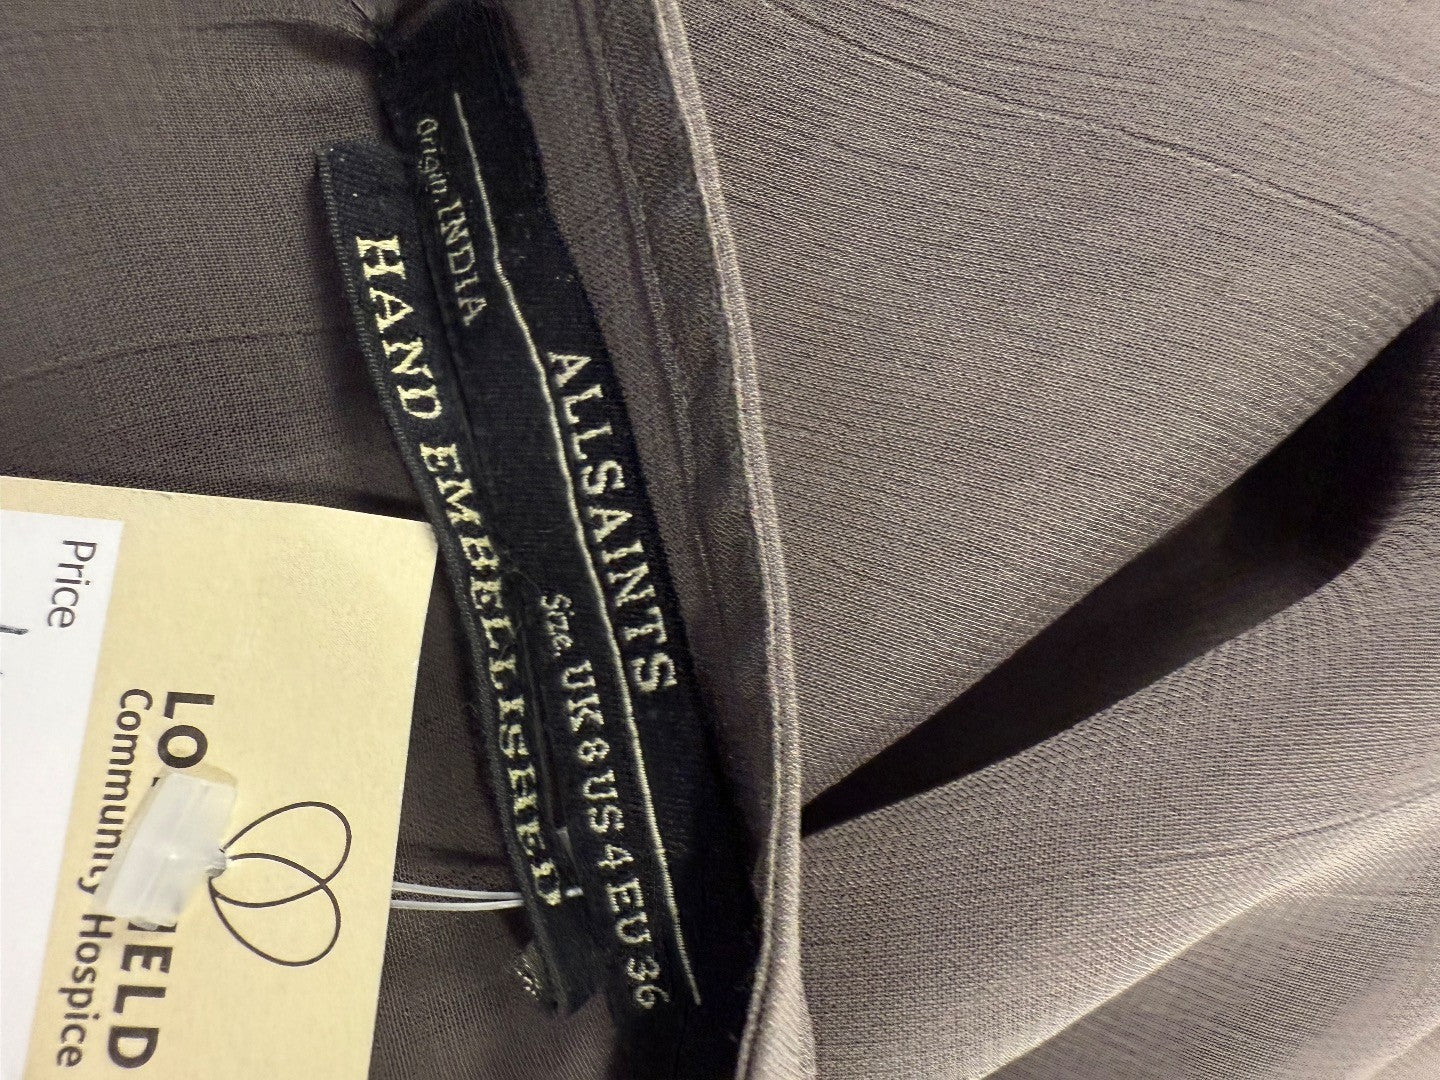 ALLSAINTS
Origin. INDIA
Size. UK 8 US 4 EU 36
HAND EMBELLISHED
Community Hospice
Price